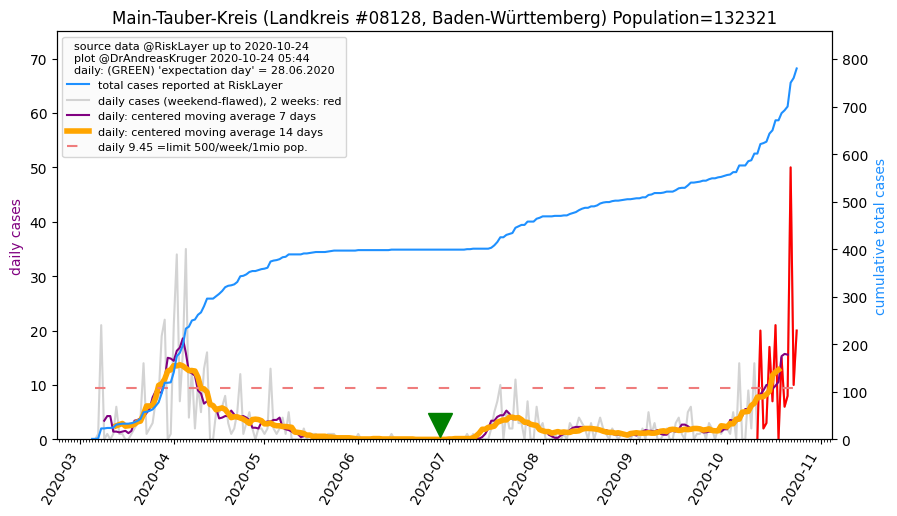 Main-Tauber-Kreis (Landkreis #08128, Baden-Württemberg) Population=132321
source data @RiskLayer up to 2020-10-24
plot @DrAndreasKruger 2020-10-24 05:44
daily: (GREEN) 'expectation day' = 28.06.2020
total cases reported at RiskLayer
daily cases (weekend-flawed), 2 weeks: red
daily: centered moving average 7 days
daily: centered moving average 14 days
daily 9.45 =limit 500/week/1mio pop.
daily cases
70
60
50
40
30
20
10
0
cumulative total cases
800
700
600
500
400
300
200
100
0
2020-03
2020-04
2020-05
2020-06
2020-07
2020-08
2020-09
2020-10
2020-11